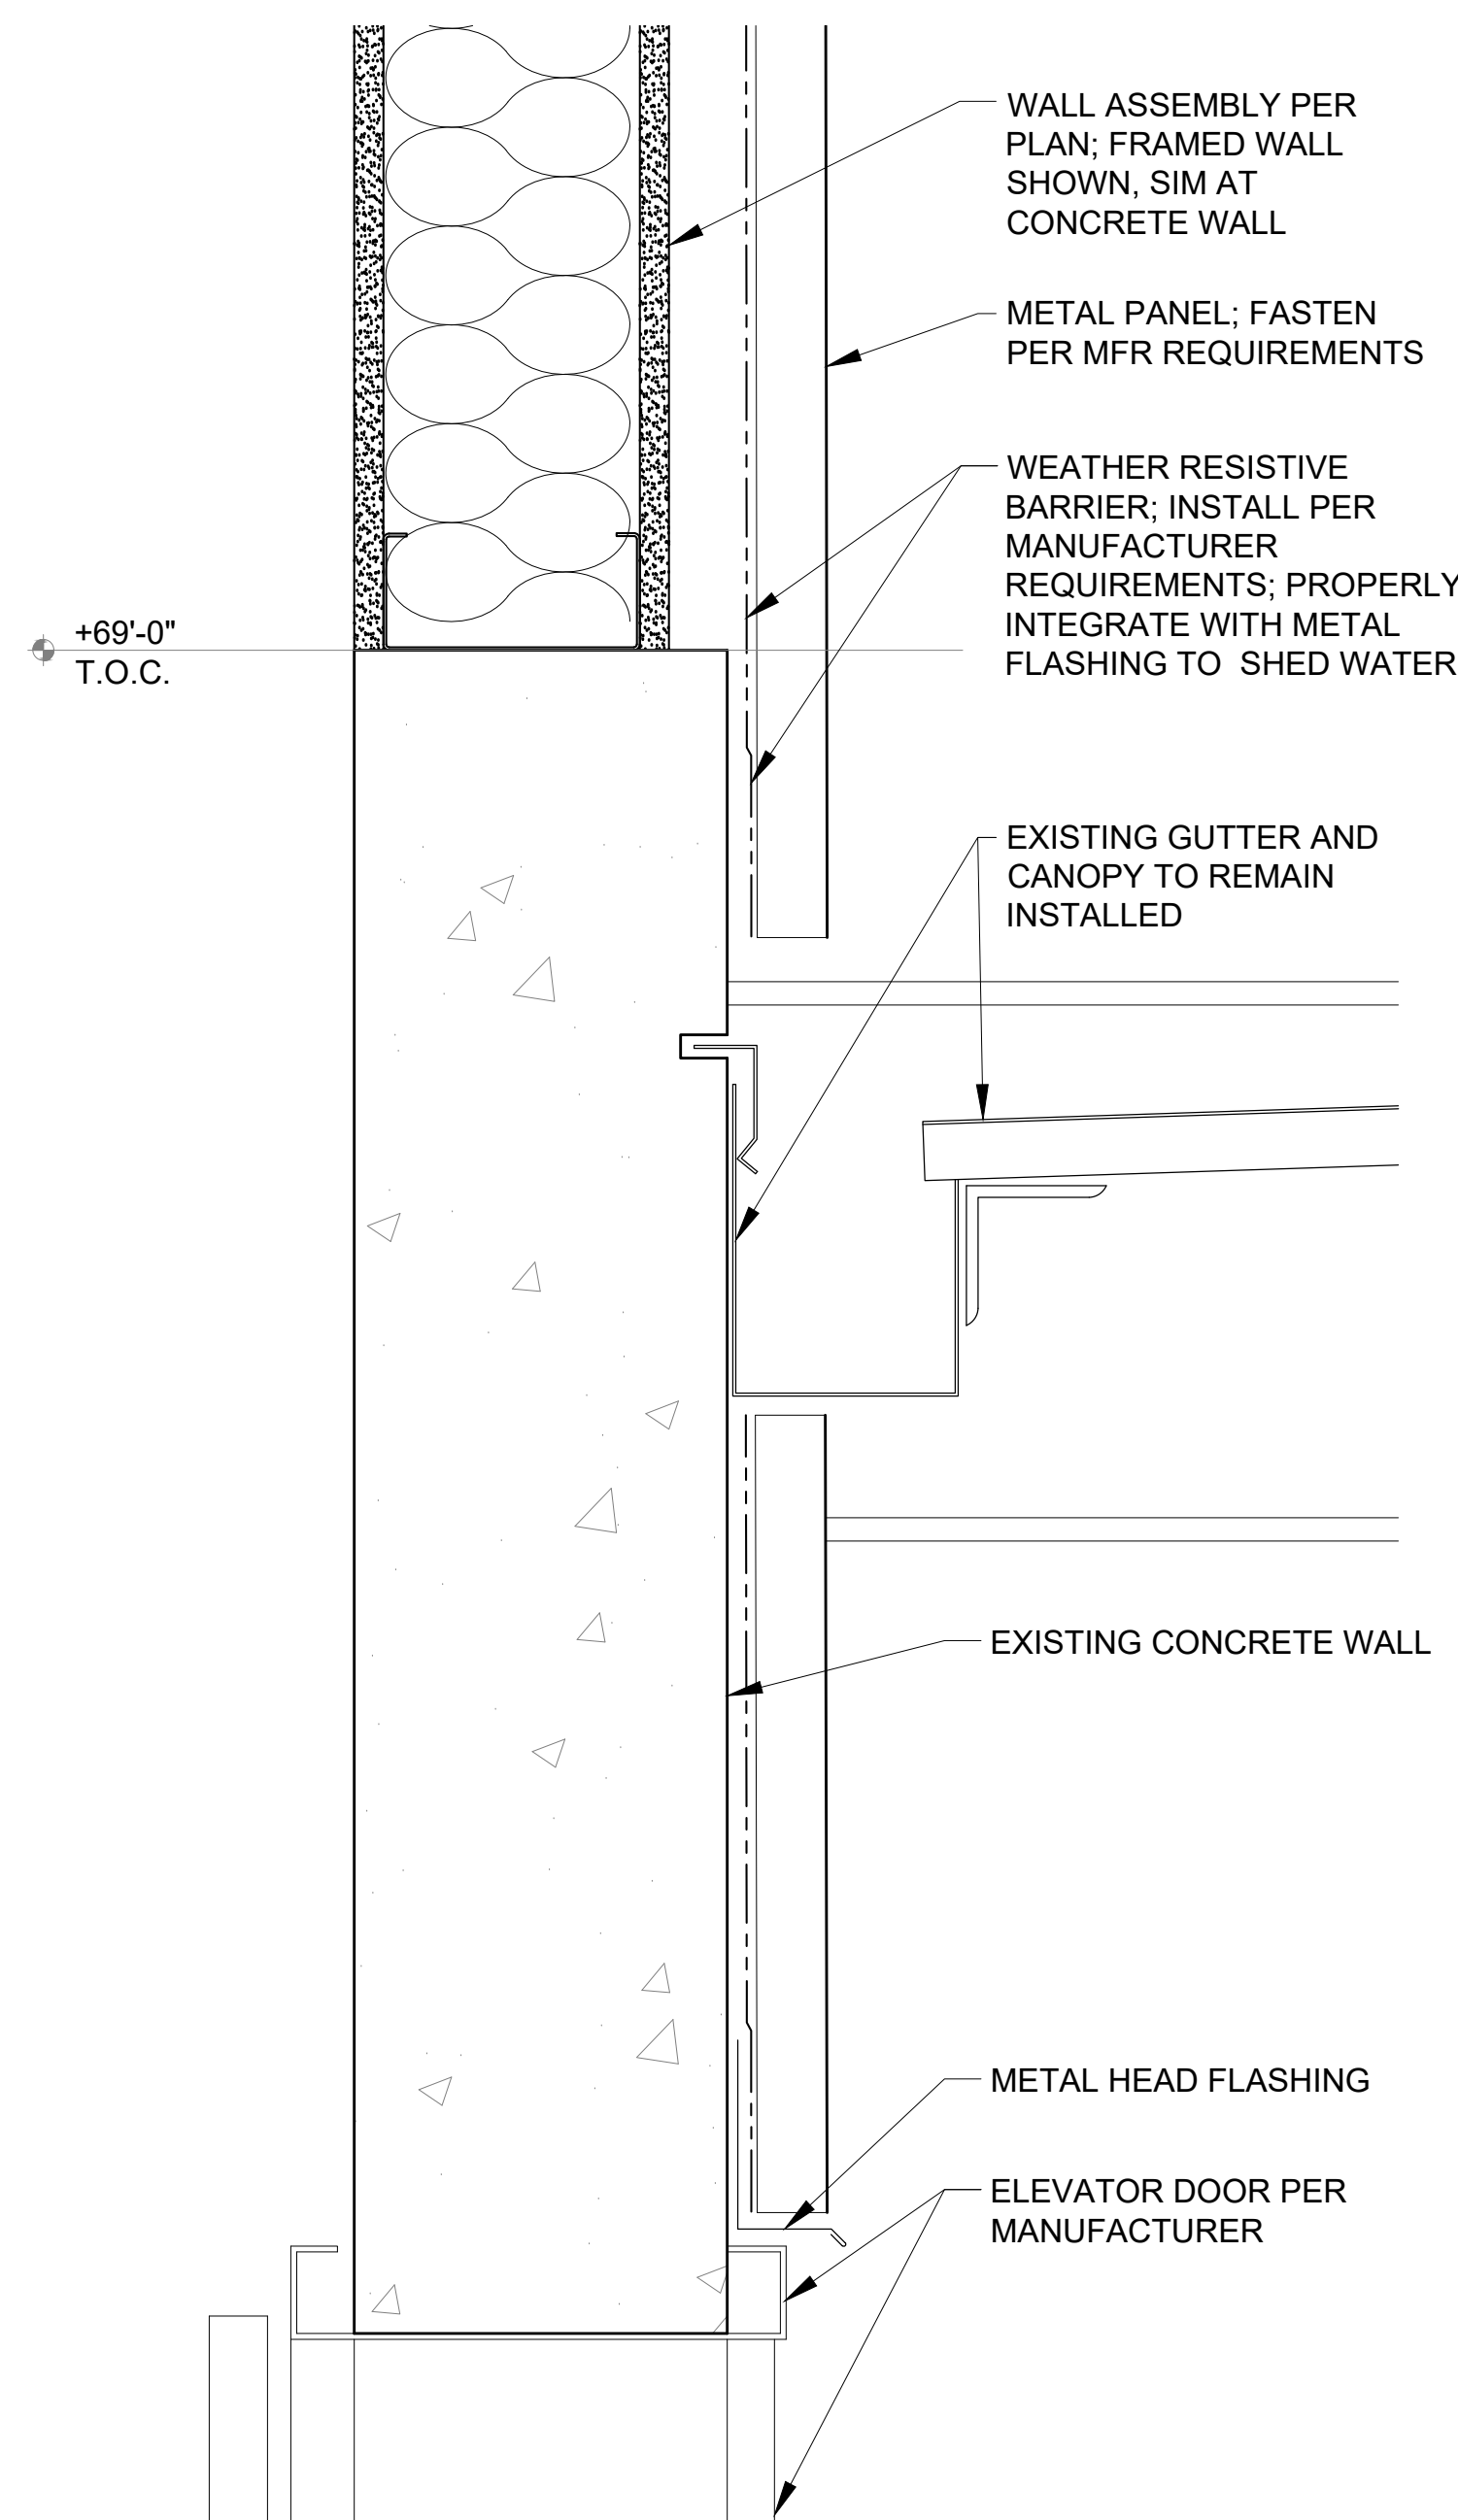 WALL ASSEMBLY PER
PLAN; FRAMED WALL
SHOWN, SIM AT
CONCRETE WALL
METAL PANEL; FASTEN
PER MFR REQUIREMENTS
WEATHER RESISTIVE
BARRIER; INSTALL PER
MANUFACTURER
REQUIREMENTS; PROPERLY
INTEGRATE WITH METAL
FLASHING TO SHED WATER
+69'-0"
T.O.C.
EXISTING GUTTER AND
CANOPY TO REMAIN
INSTALLED
EXISTING CONCRETE WALL
METAL HEAD FLASHING
ELEVATOR DOOR PER
MANUFACTURER